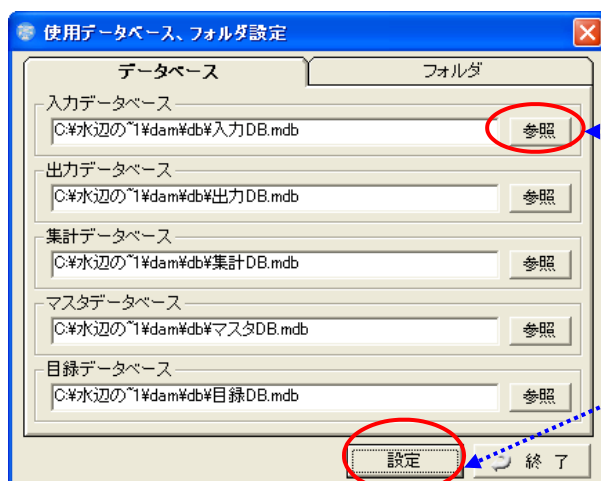 使用データベース、フォルダ設定
データベース
フォルダ
入力データベース
C:¥水辺の~1¥dam¥db¥入力DB.mdb
参照
出力データベース
C:¥水辺の~1¥dam¥db¥出力DB.mdb
参照
集計データベース
C:¥水辺の~1¥dam¥db¥集計DB.mdb
参照
マスタデータベース
C:¥水辺の~1¥dam¥db¥マスタDB.mdb
参照
目録データベース
C:¥水辺の~1¥dam¥db¥目録DB.mdb
参照
設定
終 了